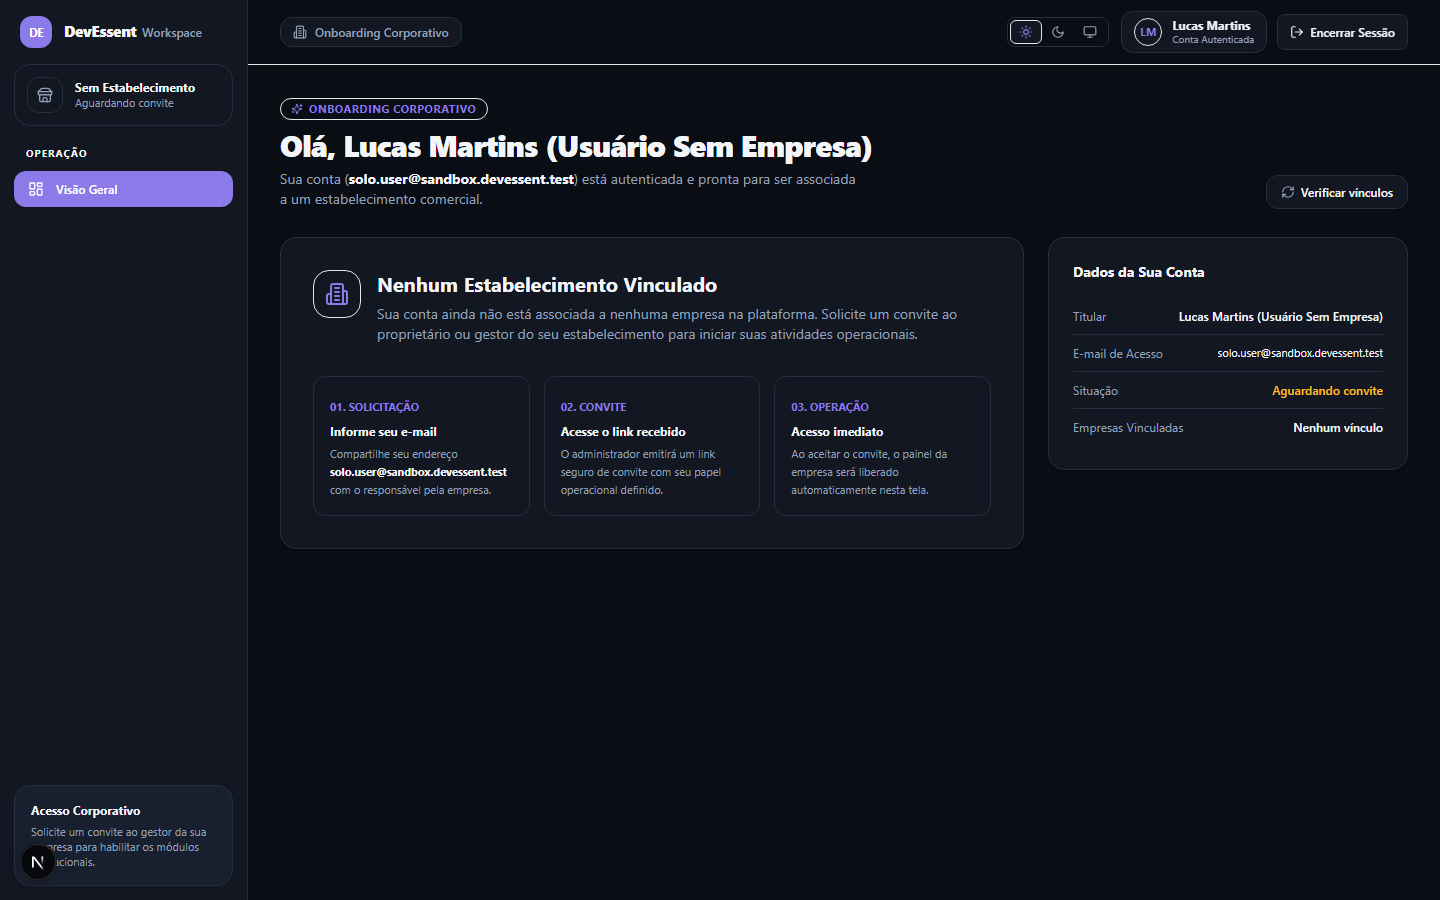 DE DevEssent Workspace
Sem Estabelecimento
Aguardando convite
OPERAÇÃO
Visão Geral
Acesso Corporativo
Solicite um convite ao gestor da sua
presa para habilitar os módulos
acionais.
N
Onboarding Corporativo
LM
Lucas Martins
Conta Autenticada
Encerrar Sessão
ONBOARDING CORPORATIVO
Olá, Lucas Martins (Usuário Sem Empresa)
Sua conta (solo.user@sandbox.devessent.test) está autenticada e pronta para ser associada
a um estabelecimento comercial.
Verificar vínculos
Nenhum Estabelecimento Vinculado
Sua conta ainda não está associada a nenhuma empresa na plataforma. Solicite um convite ao
proprietário ou gestor do seu estabelecimento para iniciar suas atividades operacionais.
01. SOLICITAÇÃO
Informe seu e-mail
Compartilhe seu endereço
solo.user@sandbox.devessent.test
com o responsável pela empresa.
02. CONVITE
Acesse o link recebido
O administrador emitirá um link
seguro de convite com seu papel
operacional definido.
03. OPERAÇÃO
Acesso imediato
Ao aceitar o convite, o painel da
empresa será liberado
automaticamente nesta tela.
Dados da Sua Conta
Titular Lucas Martins (Usuário Sem Empresa)
E-mail de Acesso solo.user@sandbox.devessent.test
Situação Aguardando convite
Empresas Vinculadas Nenhum vínculo